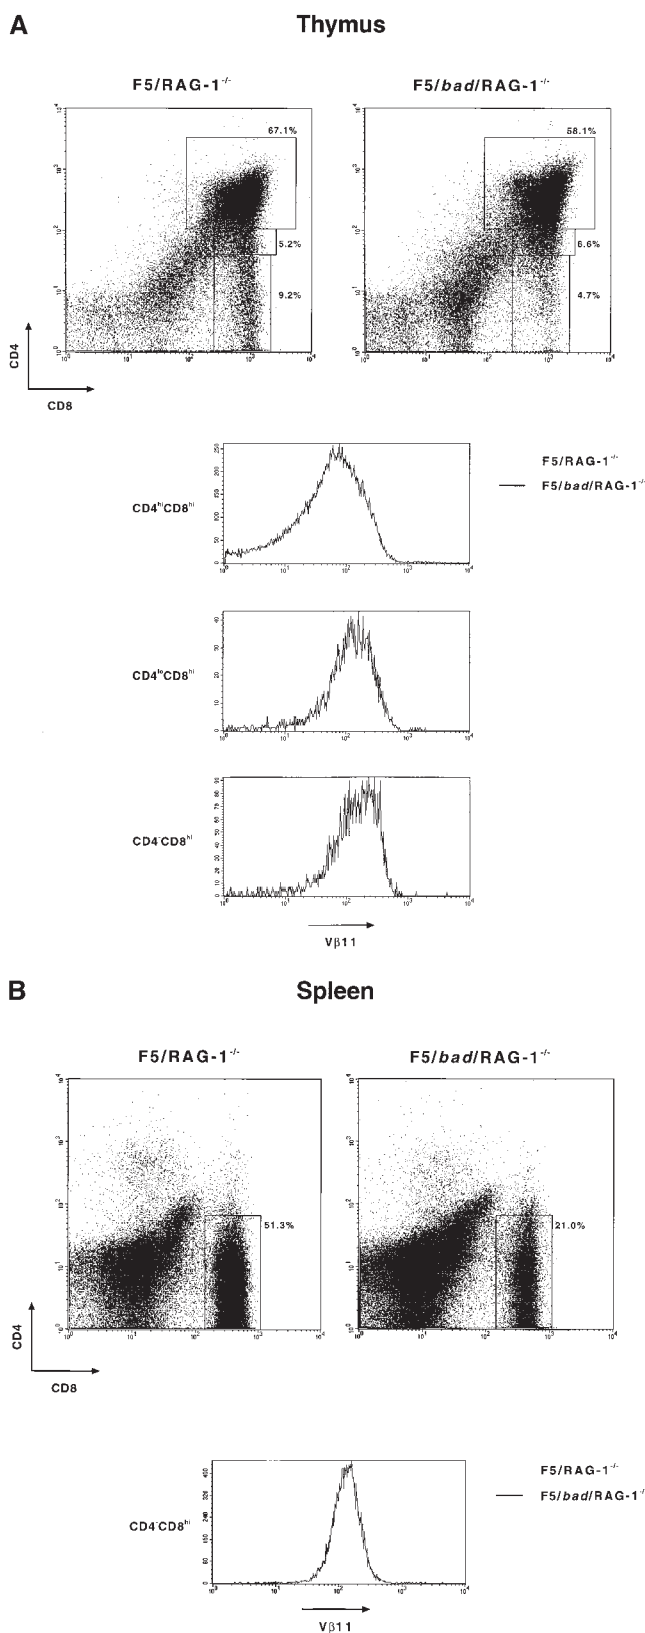 A Thymus
F5/RAG-1-/- F5/bad/RAG-1-/-
67.1% 58.1%
5.2% 6.6%
9.2% 4.7%
CD4
CD8
CD4hiCD8hi
F5/RAG-1-/-
F5/bad/RAG-1-/-
CD4loCD8hi
CD4-CD8hi
Vβ11
B Spleen
F5/RAG-1-/- F5/bad/RAG-1-/-
51.3% 21.0%
CD4
CD8
CD4-CD8hi
F5/RAG-1-/-
F5/bad/RAG-1-/
Vβ11